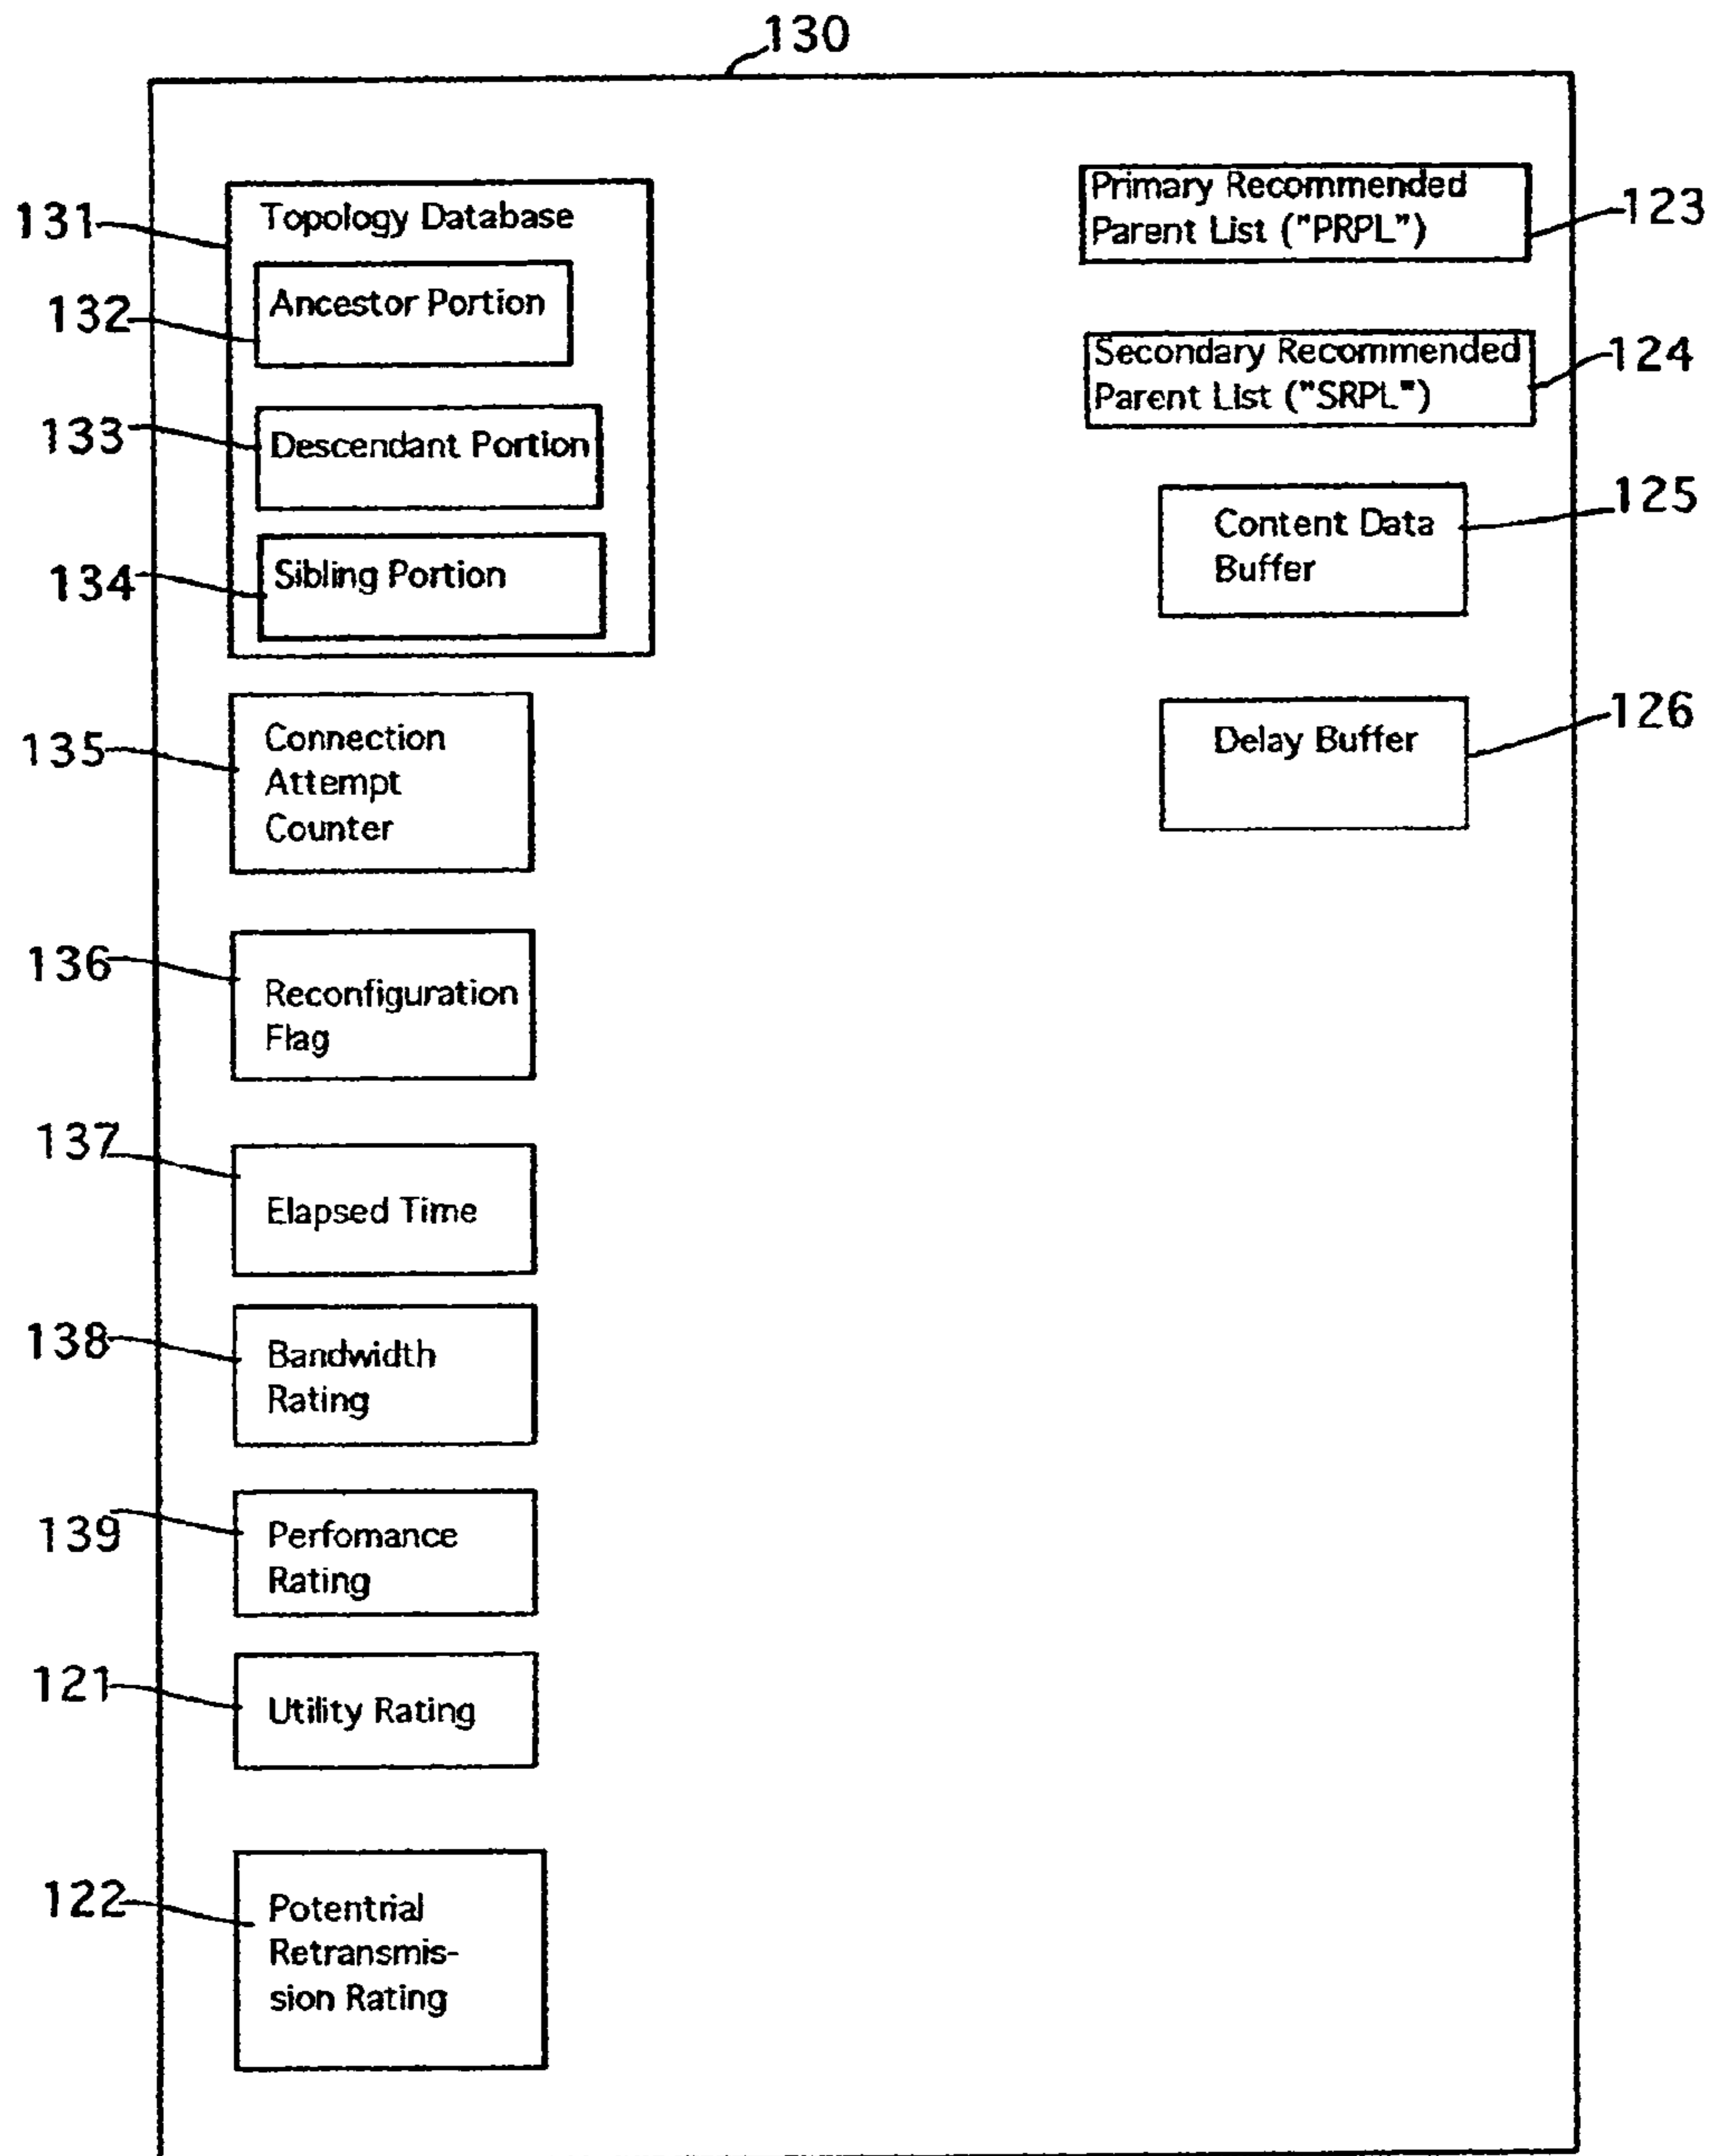 130
131
Topology Database
132
Ancestor Portion
133
Descendant Portion
134
Sibling Portion
135
Connection
Attempt
Counter
136
Reconfiguration
Flag
137
Elapsed Time
138
Bandwidth
Rating
139
Perfomance
Rating
121
Utility Rating
122
Potentrial
Retransmis-
sion Rating
Primary Recommended
Parent List ("PRPL")
123
Secondary Recommended
Parent List ("SRPL")
124
Content Data
Buffer
125
Delay Buffer
126